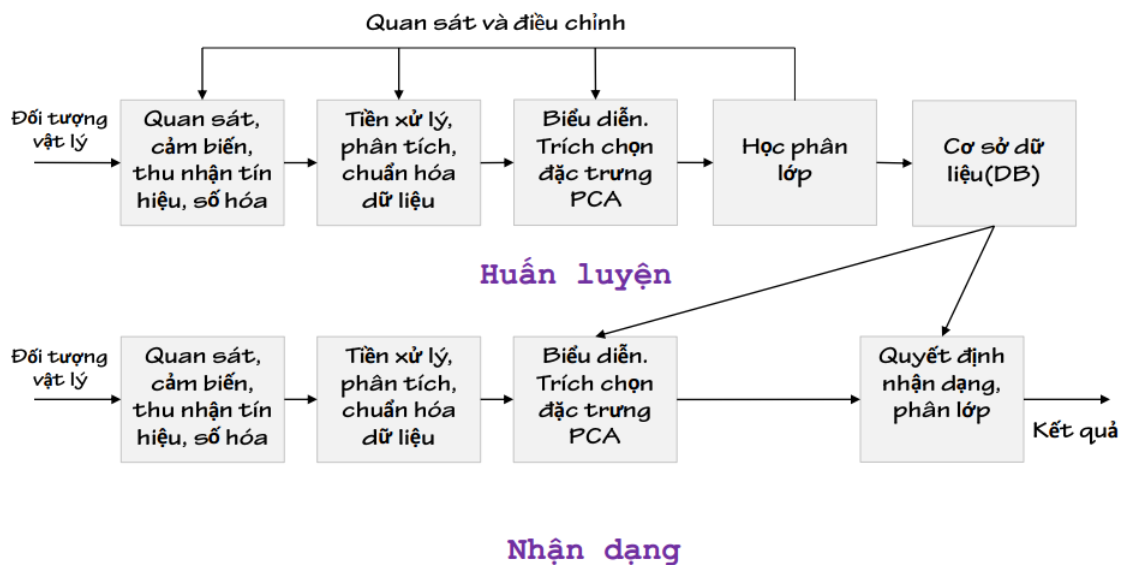 Quan sát và điều chỉnh
Đối tượng
vật lý
Quan sát,
cảm biến,
thu nhận tín
hiệu, số hóa
Tiền xử lý,
phân tích,
chuẩn hóa
dữ liệu
Biểu diễn.
Trích chọn
đặc trưng
PCA
Học phân
lớp
Cơ sở dữ
liệu(DB)
Huấn luyện
Đối tượng
vật lý
Quan sát,
cảm biến,
thu nhận tín
hiệu, số hóa
Tiền xử lý,
phân tích,
chuẩn hóa
dữ liệu
Biểu diễn.
Trích chọn
đặc trưng
PCA
Quyết định
nhận dạng,
phân lớp
Kết quả
Nhận dạng